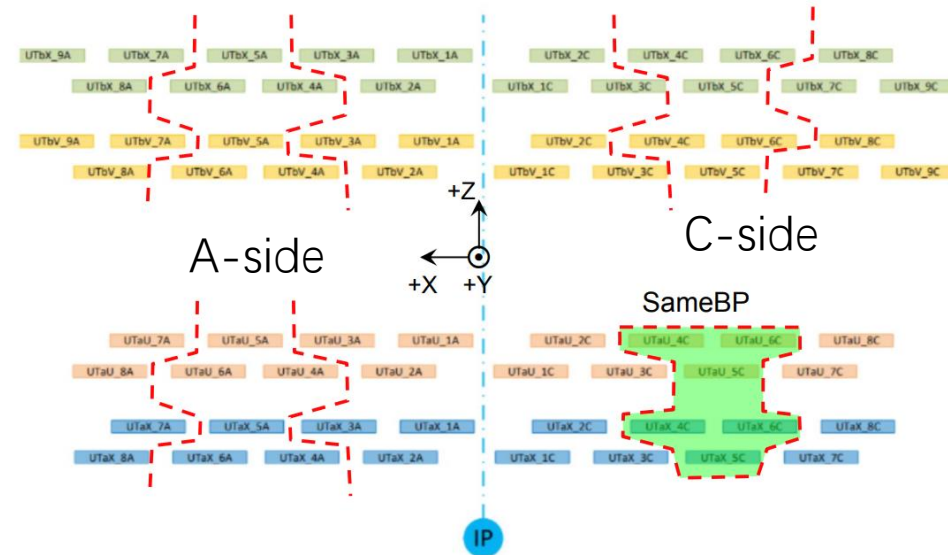 UTbX_9A UTbX_7A UTbX_5A UTbX_3A UTbX_1A UTbX_2C UTbX_4C UTbX_6C UTbX_8C
UTbX_8A UTbX_6A UTbX_4A UTbX_2A UTbX_1C UTbX_3C UTbX_5C UTbX_7C UTbX_9C
UTbV_9A UTbV_7A UTbV_5A UTbV_3A UTbV_1A UTbV_2C UTbV_4C UTbV_6C UTbV_8C
UTbV_8A UTbV_6A UTbV_4A UTbV_2A UTbV_1C UTbV_3C UTbV_5C UTbV_7C UTbV_9C
+Z
A-side C-side
+X +Y
SameBP
UTaU_7A UTaU_5A UTaU_3A UTaU_1A UTaU_2C UTaU_4C UTaU_6C UTaU_8C
UTaU_8A UTaU_6A UTaU_4A UTaU_2A UTaU_1C UTaU_3C UTaU_5C UTaU_7C
UTaX_7A UTaX_5A UTaX_3A UTaX_1A UTaX_2C UTaX_4C UTaX_6C UTaX_8C
UTaX_8A UTaX_6A UTaX_4A UTaX_2A UTaX_1C UTaX_3C UTaX_5C UTaX_7C
IP